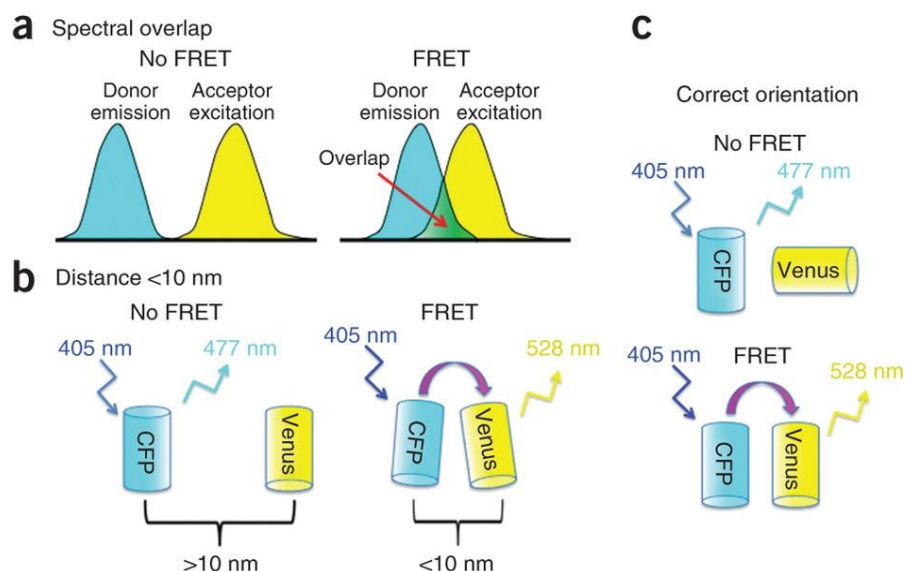 a Spectral overlap
No FRET
Donor
emission
Acceptor
excitation
FRET
Donor
emission
Acceptor
excitation
Overlap
b Distance <10 nm
No FRET
405 nm
477 nm
CFP
Venus
>10 nm
FRET
405 nm
528 nm
CFP
Venus
<10 nm
c
Correct orientation
No FRET
405 nm
477 nm
CFP
Venus
FRET
405 nm
528 nm
CFP
Venus